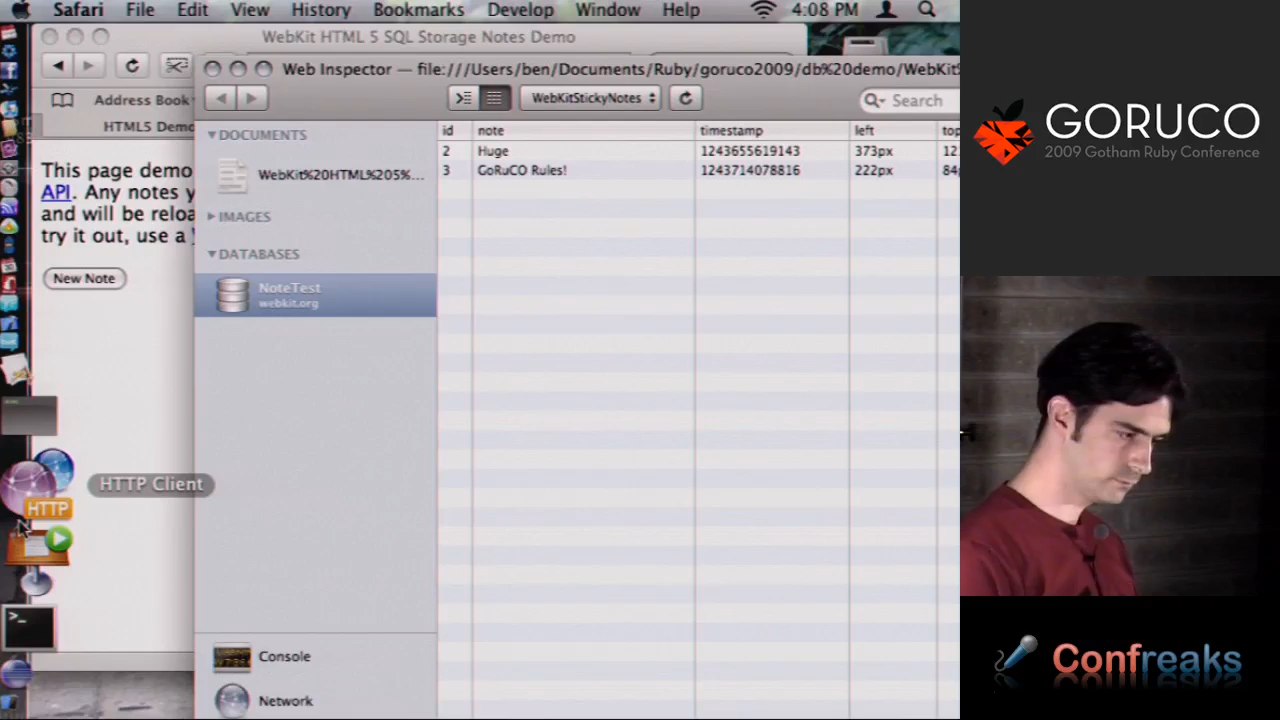 Safari File Edit View History Bookmarks Develop Window Help 4:08 PM
WebKit HTML 5 SQL Storage Notes Demo
Web Inspector — file:///Users/ben/Documents/Ruby/goruco2009/db%20demo/WebKit%
WebKitStickyNotes
Search
Address Book
HTML5 Demo
This page demo
API. Any notes y
and will be reloa
try it out, use a
New Note
DOCUMENTS
WebKit%20HTML%205%...
IMAGES
DATABASES
NoteTest
webkit.org
id note timestamp left top
2 Huge 1243655619143 373px 12
3 GoRuCO Rules! 1243714078816 222px 84
HTTP Client
HTTP
Console
Network
GORUCO
2009 Gotham Ruby Conference
Confreaks